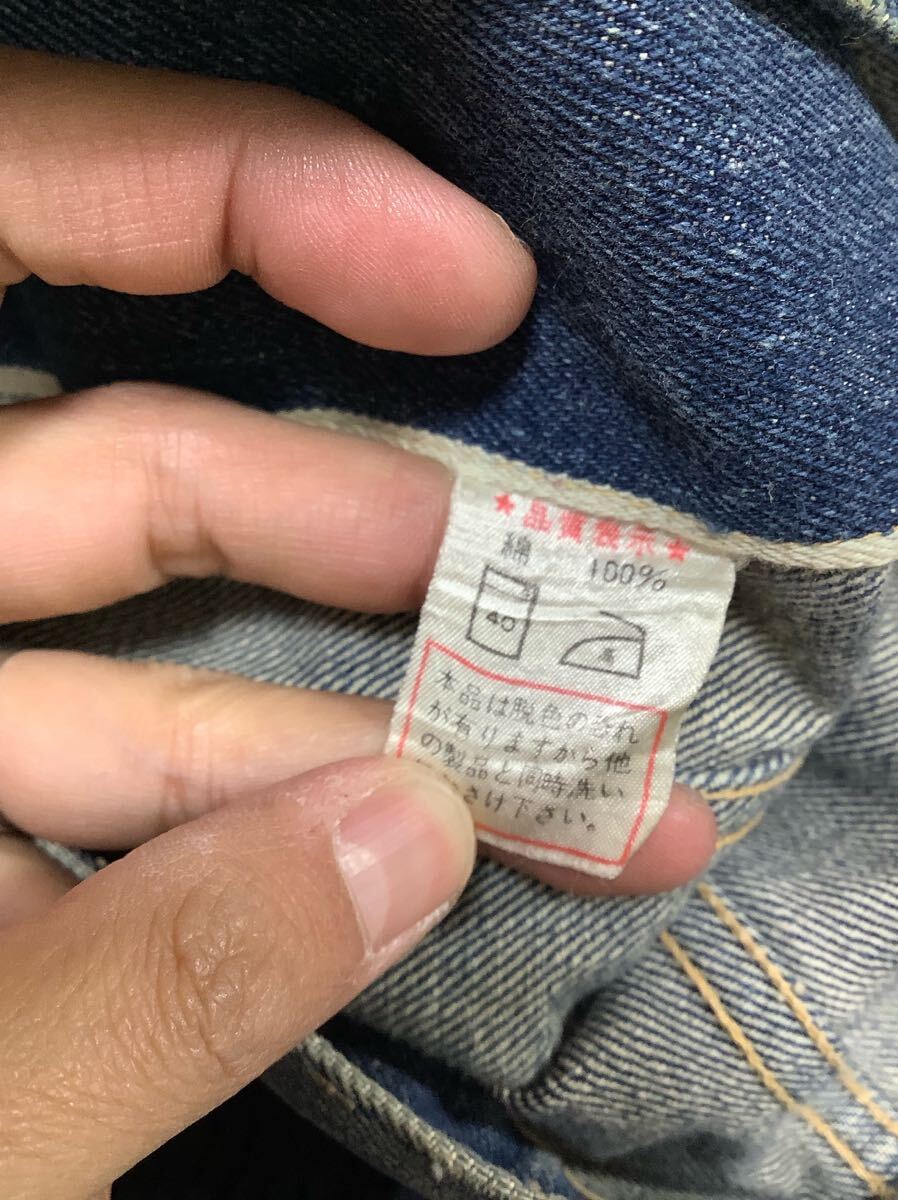 ★品質表示★
綿 100%
40
本品は脱色の恐れ
が有りますから他
の製品と同時洗い
さけ下さい。